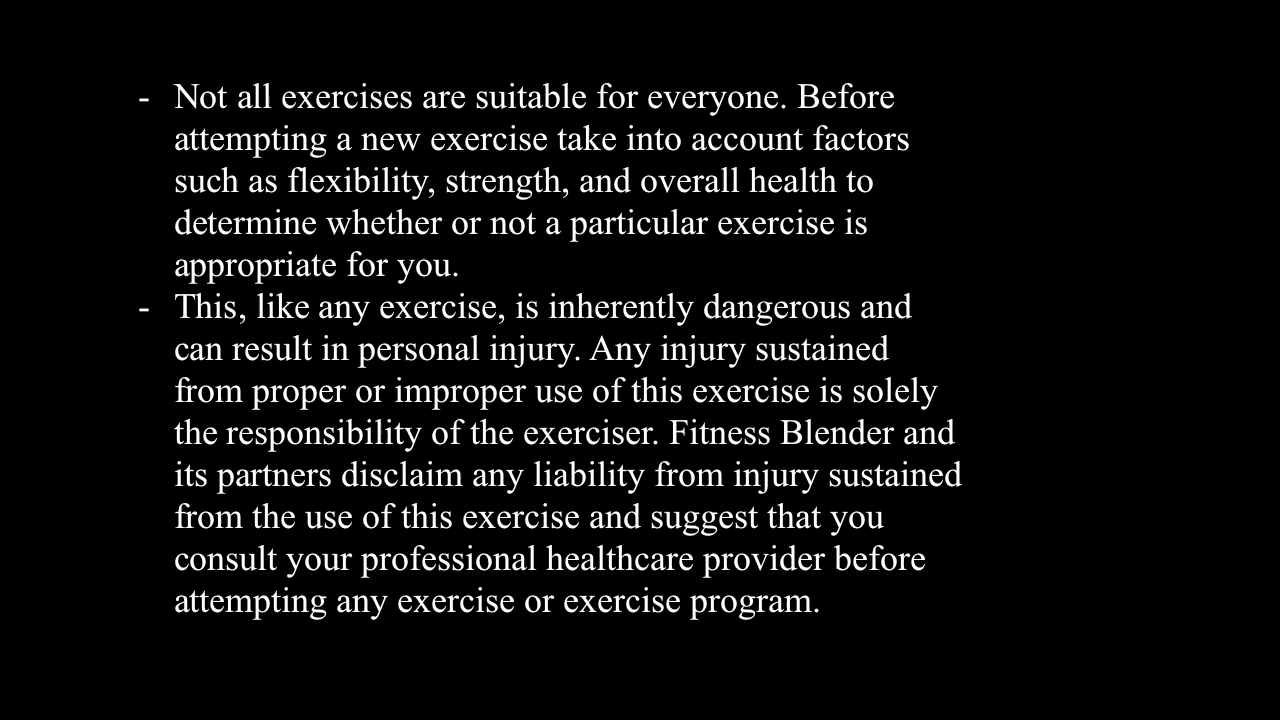 - Not all exercises are suitable for everyone. Before
attempting a new exercise take into account factors
such as flexibility, strength, and overall health to
determine whether or not a particular exercise is
appropriate for you.
- This, like any exercise, is inherently dangerous and
can result in personal injury. Any injury sustained
from proper or improper use of this exercise is solely
the responsibility of the exerciser. Fitness Blender and
its partners disclaim any liability from injury sustained
from the use of this exercise and suggest that you
consult your professional healthcare provider before
attempting any exercise or exercise program.